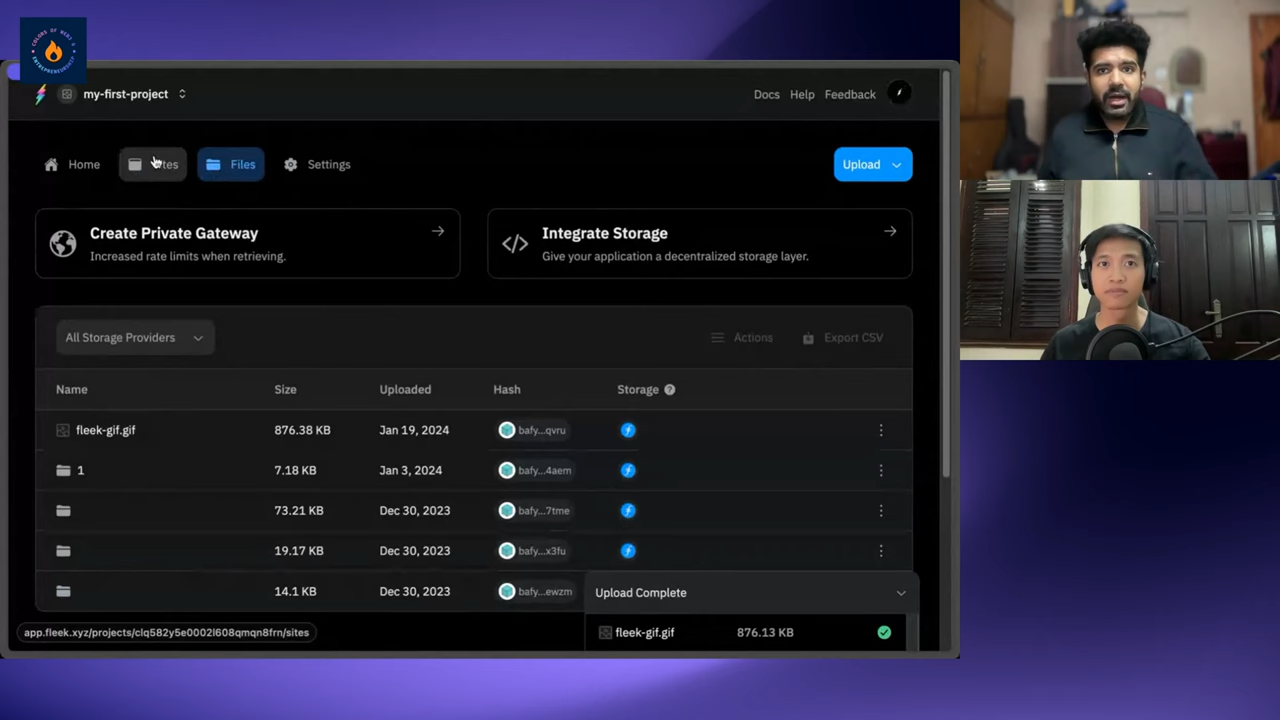 COLORS OF WEB3 &
ENTREPRENEURSHIP
my-first-project
Docs Help Feedback
Home
Files
Settings
Upload
Create Private Gateway
Increased rate limits when retrieving.
Integrate Storage
Give your application a decentralized storage layer.
All Storage Providers
Actions
Export CSV
Name Size Uploaded Hash Storage ?
fleek-gif.gif 876.38 KB Jan 19, 2024 bafy...qvru
1 7.18 KB Jan 3, 2024 bafy...4aem
73.21 KB Dec 30, 2023 bafy...7tme
19.17 KB Dec 30, 2023 bafy...x3fu
14.1 KB Dec 30, 2023 bafy...ewzm
Upload Complete
fleek-gif.gif 876.13 KB
app.fleek.xyz/projects/clq582y5e0002l608qmqn8frn/sites